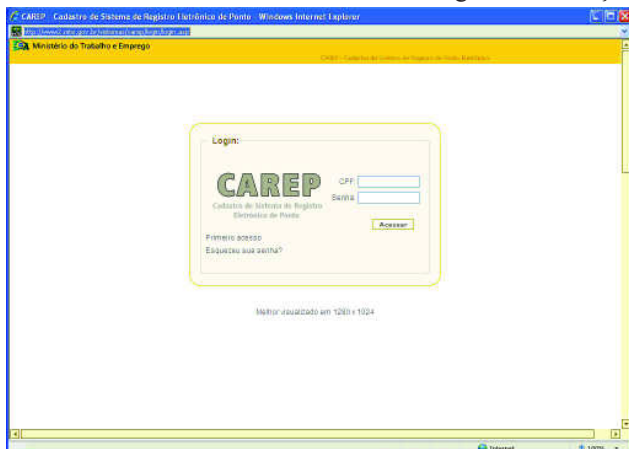 CAREP - Cadastro de Sistema de Registro Eletrônico de Ponto - Windows Internet Explorer
Ministério do Trabalho e Emprego
CAREP - Cadastro de Sistema de Registro de Ponto Eletrônico
Login:
CAREP
Cadastro de Sistema de Registro
Eletrônico de Ponto
CPF:
Senha
Acessar
Primeiro acesso
Esqueceu sua senha?
Melhor visualizado em 1280 x 1024
Internet
100%